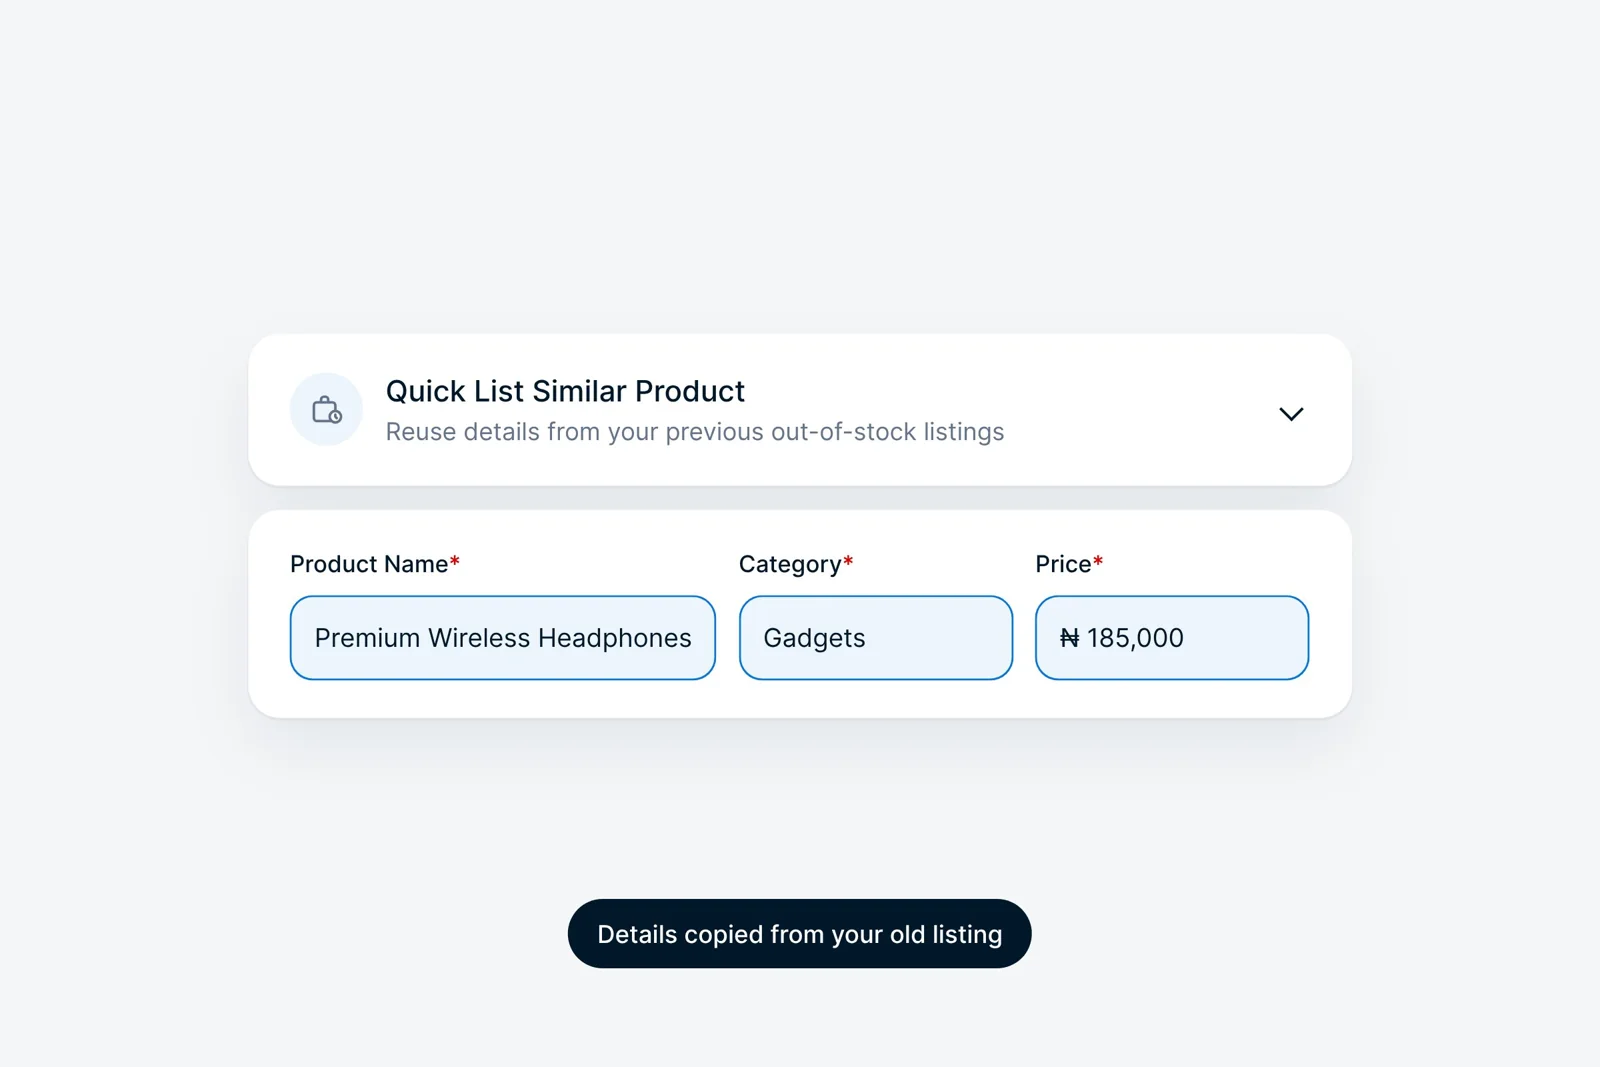 Quick List Similar Product
Reuse details from your previous out-of-stock listings
Product Name*
Category*
Price*
Premium Wireless Headphones
Gadgets
₦ 185,000
Details copied from your old listing